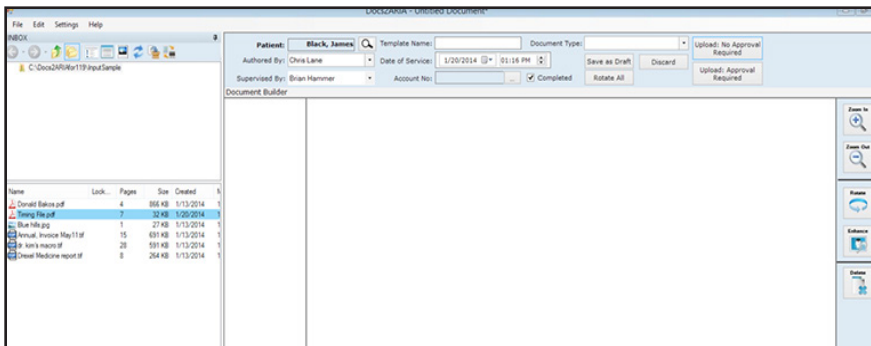 Docs2ARIA - Untitled Document*
File Edit Settings Help
INBOX
C:\Docs2ARIAfor119\InputSample
Patient: Black, James Template Name: Document Type: Upload: No Approval Required
Authored By: Chris Lane Date of Service: 1/20/2014 01:16 PM Save as Draft Discard
Supervised By: Brian Hammer Account No: ... Completed Rotate All Upload: Approval Required
Document Builder
Zoom In
Zoom Out
Rotate
Enhance
Delete
Name Lock... Pages Size Created
Donald Bakos.pdf 4 866 KB 1/13/2014
Timing File.pdf 7 32 KB 1/20/2014
Blue hills.jpg 1 27 KB 1/13/2014
Annual, Invoice May11.tif 15 691 KB 1/13/2014
dr. kim's macro.tif 28 591 KB 1/13/2014
Drexel Medicine report.tif 8 264 KB 1/13/2014